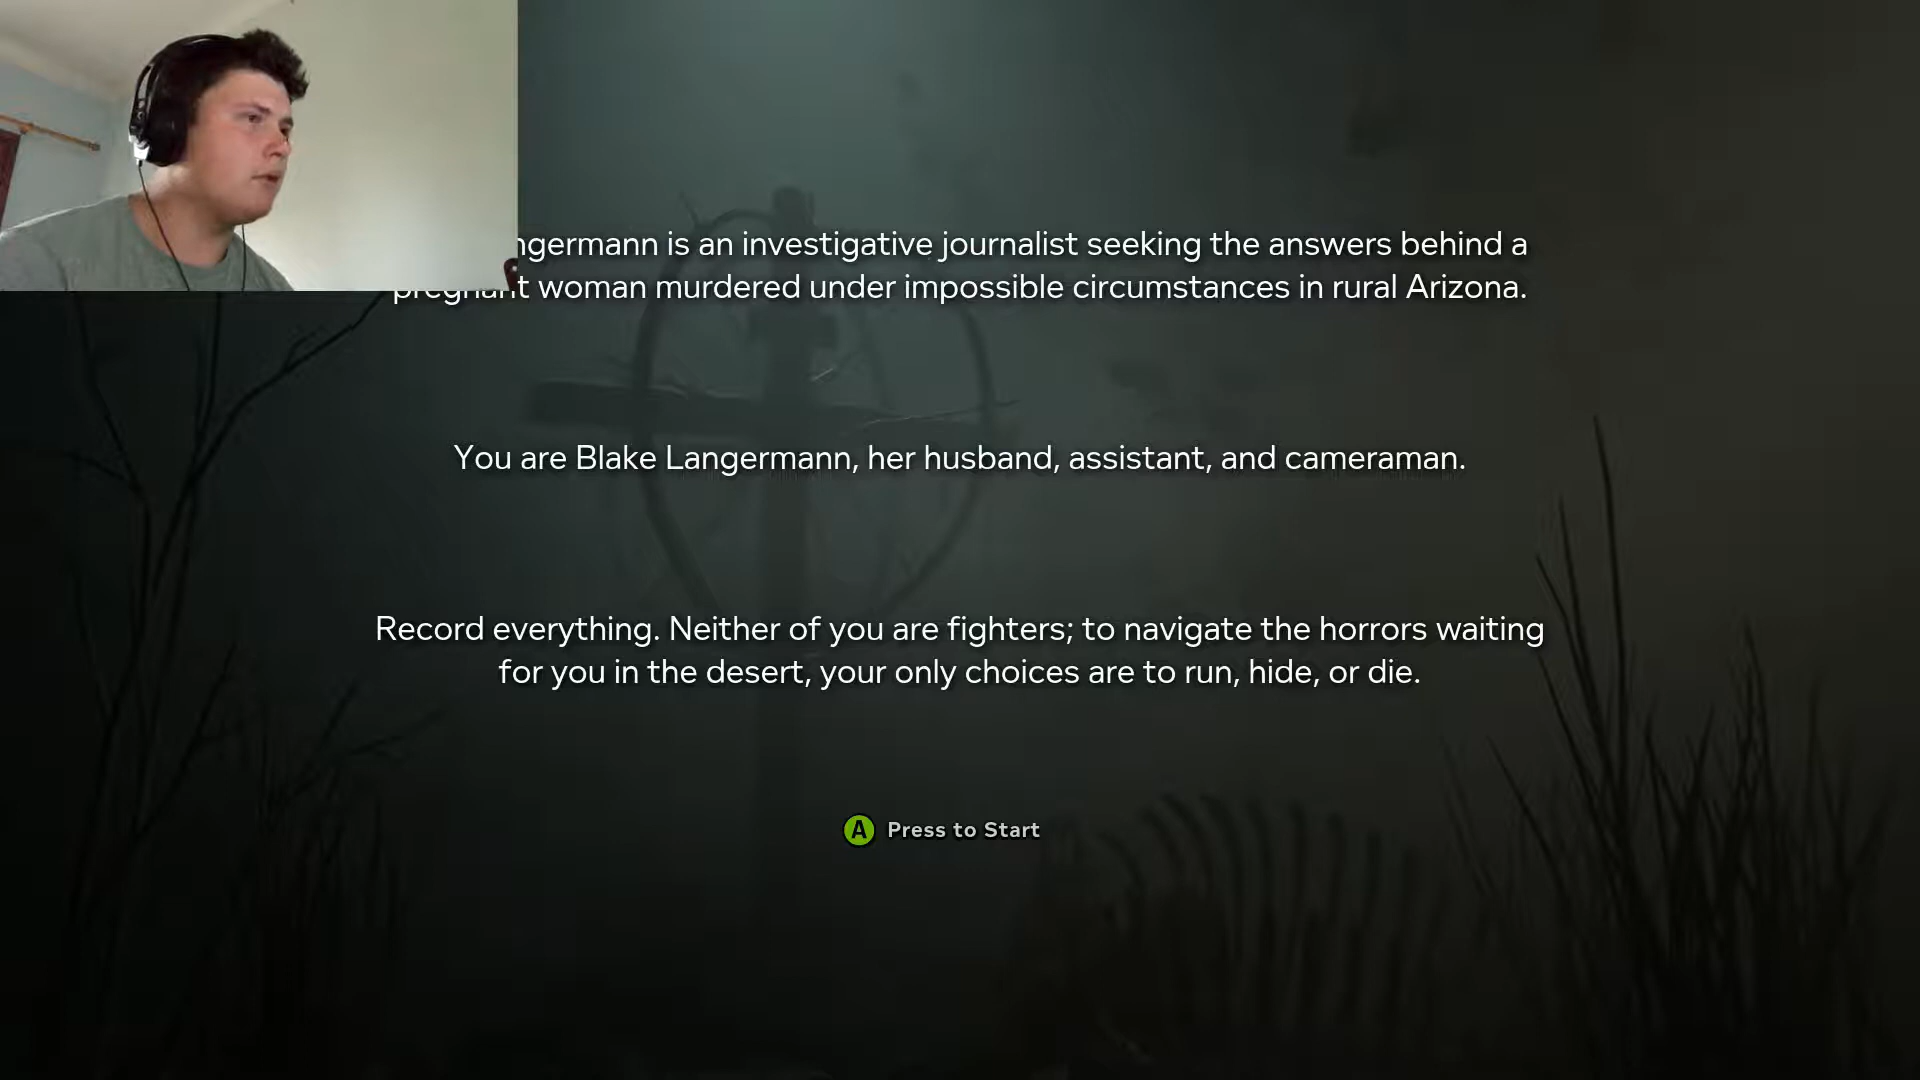 ngermann is an investigative journalist seeking the answers behind a
pregnant woman murdered under impossible circumstances in rural Arizona.
You are Blake Langermann, her husband, assistant, and cameraman.
Record everything. Neither of you are fighters; to navigate the horrors waiting
for you in the desert, your only choices are to run, hide, or die.
A Press to Start